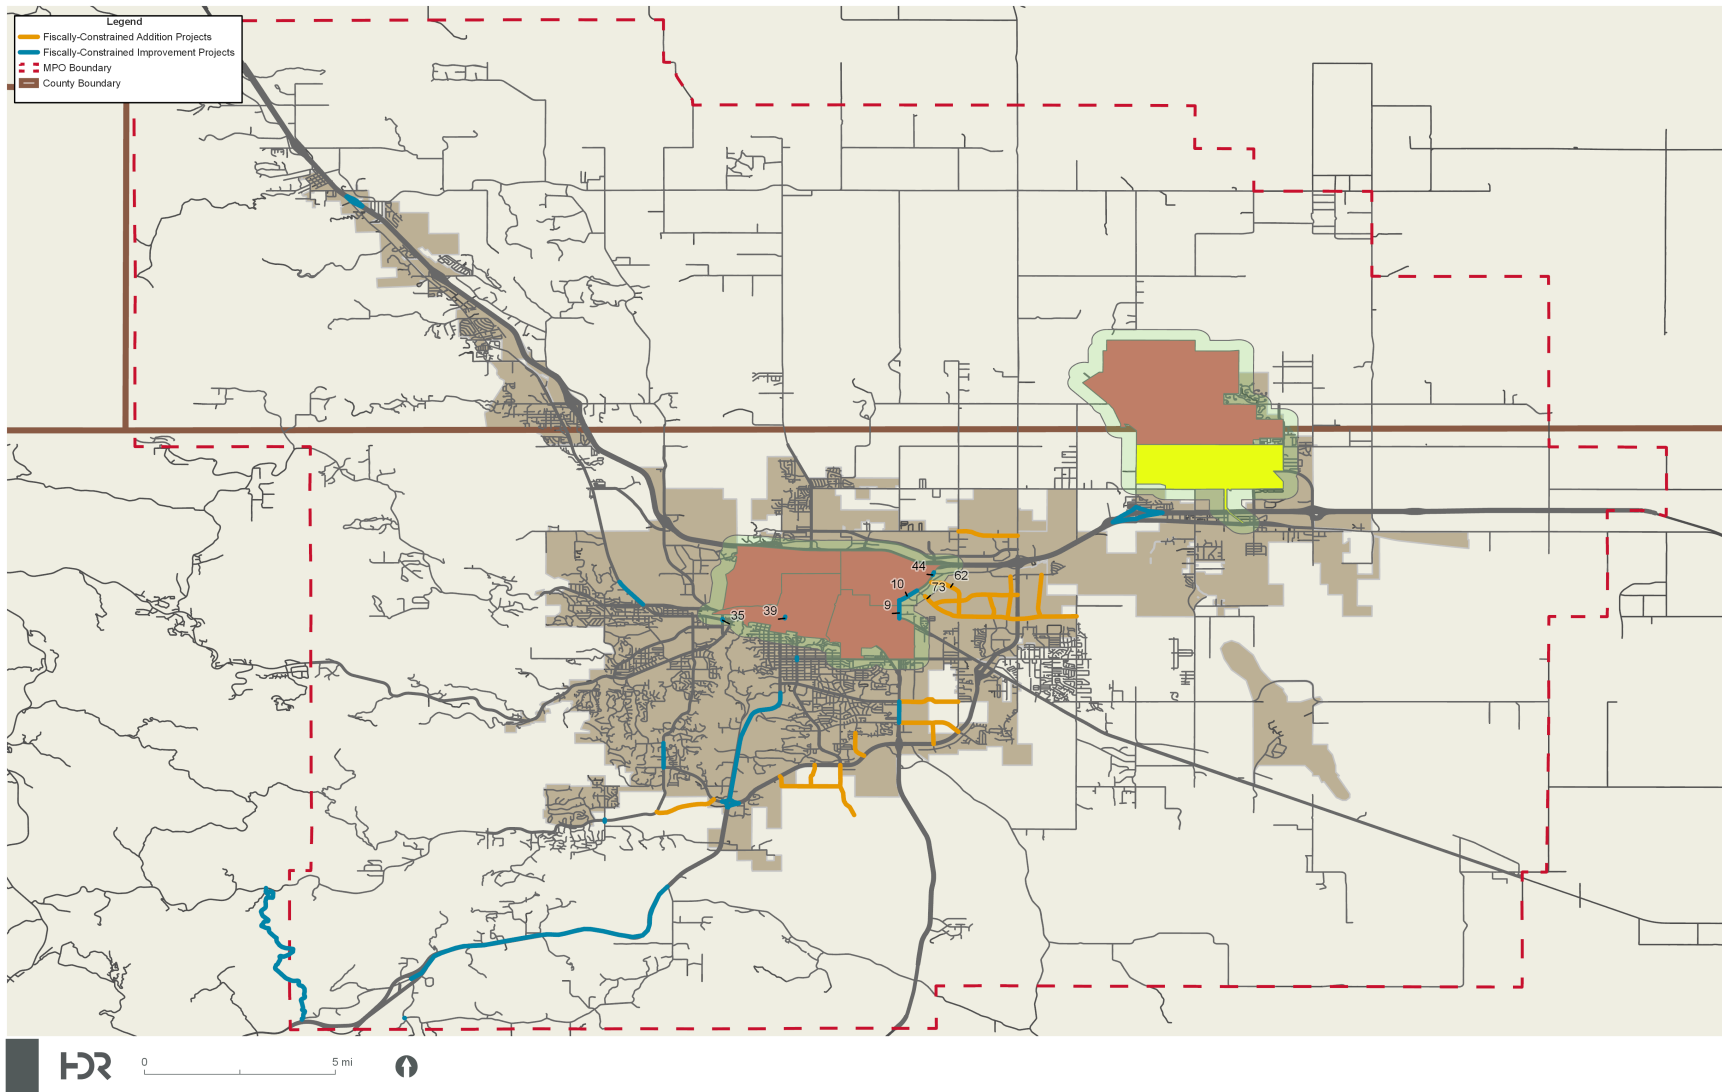 Legend
Fiscally-Constrained Addition Projects
Fiscally-Constrained Improvement Projects
MPO Boundary
County Boundary
44
62
10
73
9
39
35
HDR
0
5 mi